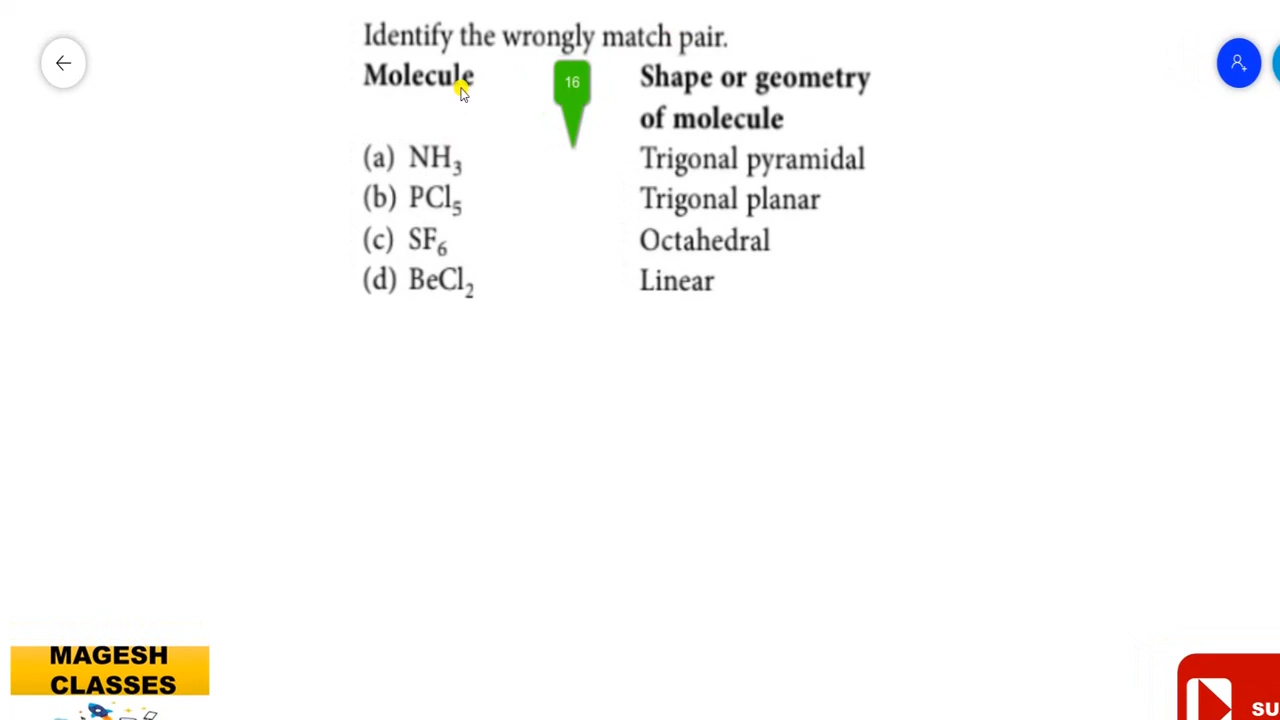 Identify the wrongly match pair.
Molecule 16 Shape or geometry
of molecule
(a) NH₃ Trigonal pyramidal
(b) PCl₅ Trigonal planar
(c) SF₆ Octahedral
(d) BeCl₂ Linear
MAGESH
CLASSES
SU